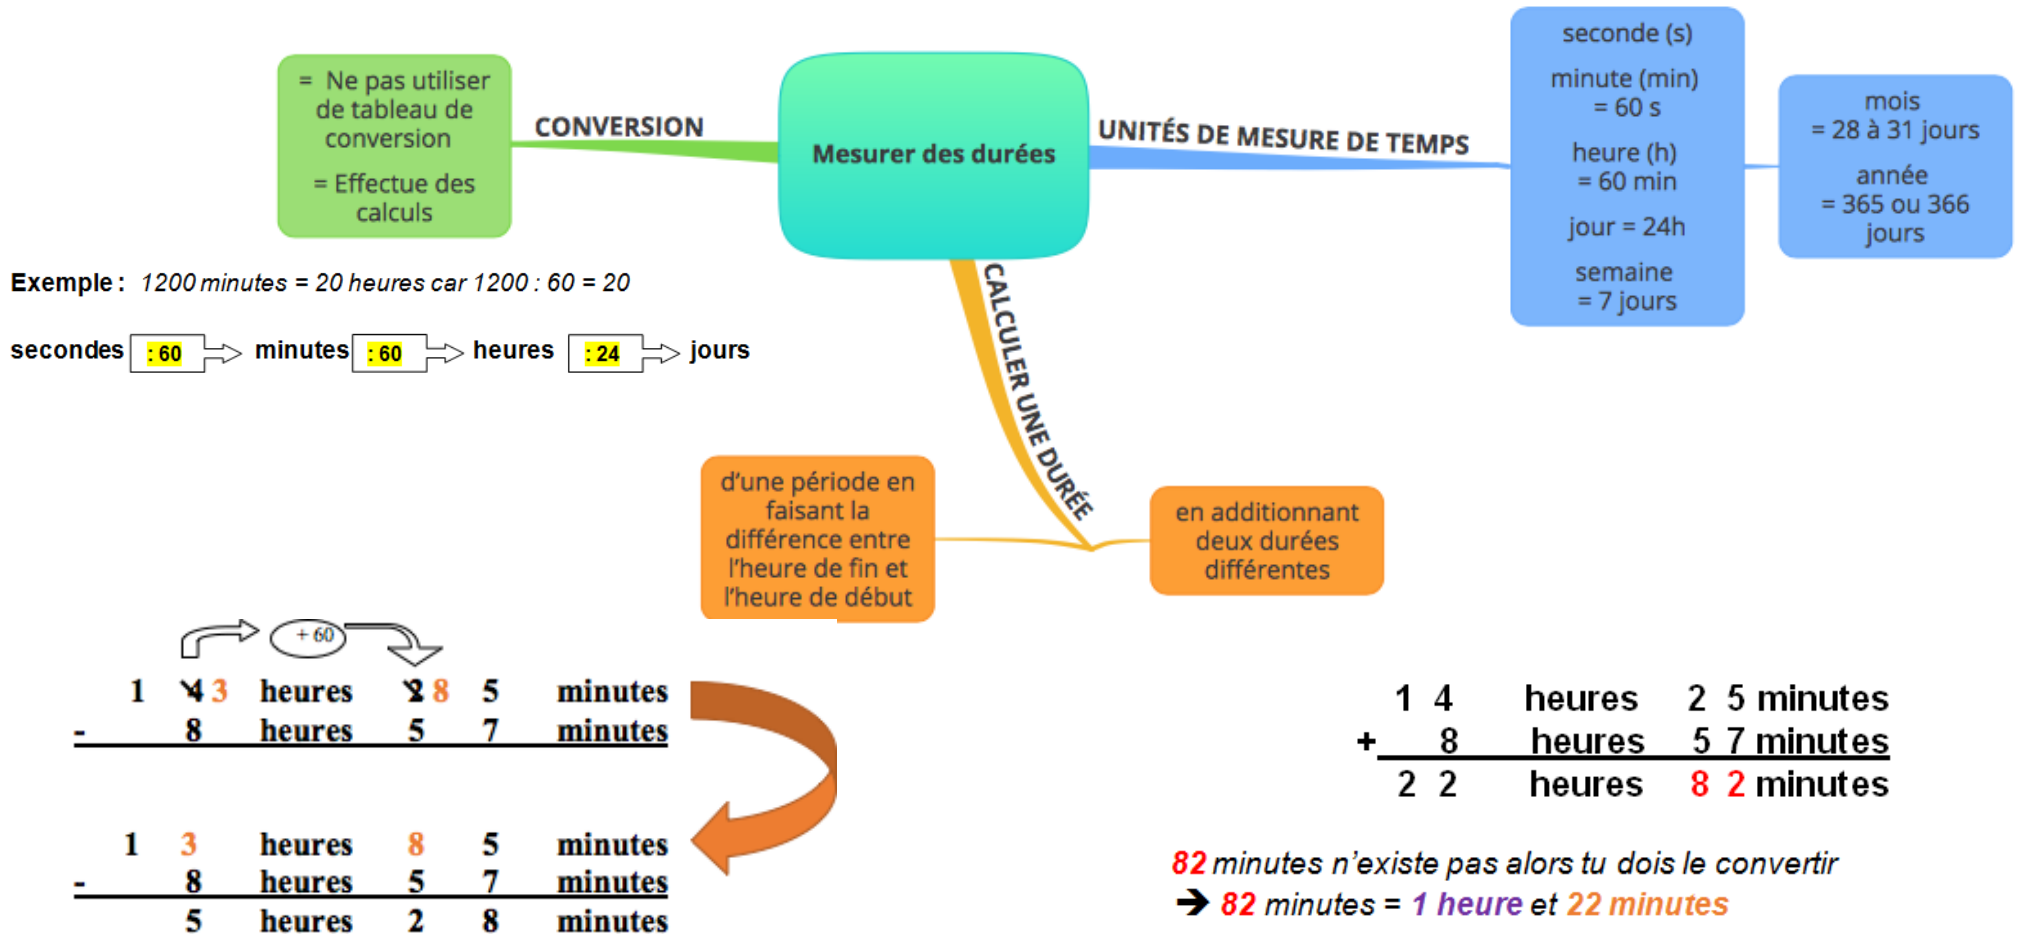 Mesurer des durées
CONVERSION
= Ne pas utiliser
de tableau de
conversion
= Effectue des
calculs
Exemple : 1200 minutes = 20 heures car 1200 : 60 = 20
secondes : 60 minutes : 60 heures : 24 jours
UNITÉS DE MESURE DE TEMPS
seconde (s)
minute (min)
= 60 s
heure (h)
= 60 min
jour = 24h
semaine
= 7 jours
mois
= 28 à 31 jours
année
= 365 ou 366
jours
CALCULER UNE DURÉE
d'une période en
faisant la
différence entre
l'heure de fin et
l'heure de début
en additionnant
deux durées
différentes
+ 60
1 4 3 heures 2 8 5 minutes
- 8 heures 5 7 minutes
1 3 heures 8 5 minutes
- 8 heures 5 7 minutes
5 heures 2 8 minutes
1 4 heures 2 5 minutes
+ 8 heures 5 7 minutes
2 2 heures 8 2 minutes
82 minutes n'existe pas alors tu dois le convertir
➔ 82 minutes = 1 heure et 22 minutes